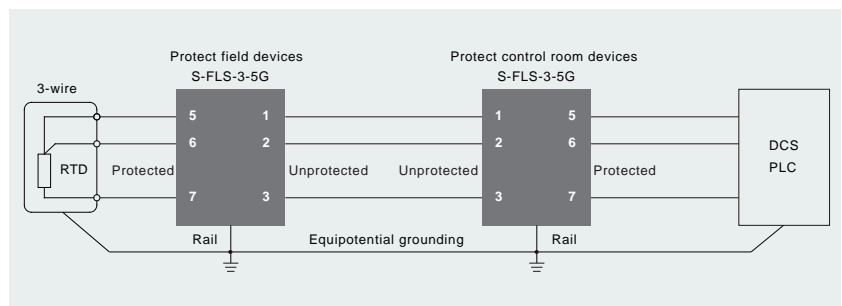 Protect field devices
S-FLS-3-5G
Protect control room devices
S-FLS-3-5G
3-wire
5 1 1 5
6 2 2 6
DCS
PLC
RTD Protected Unprotected Unprotected Protected
7 3 3 7
Rail Equipotential grounding Rail